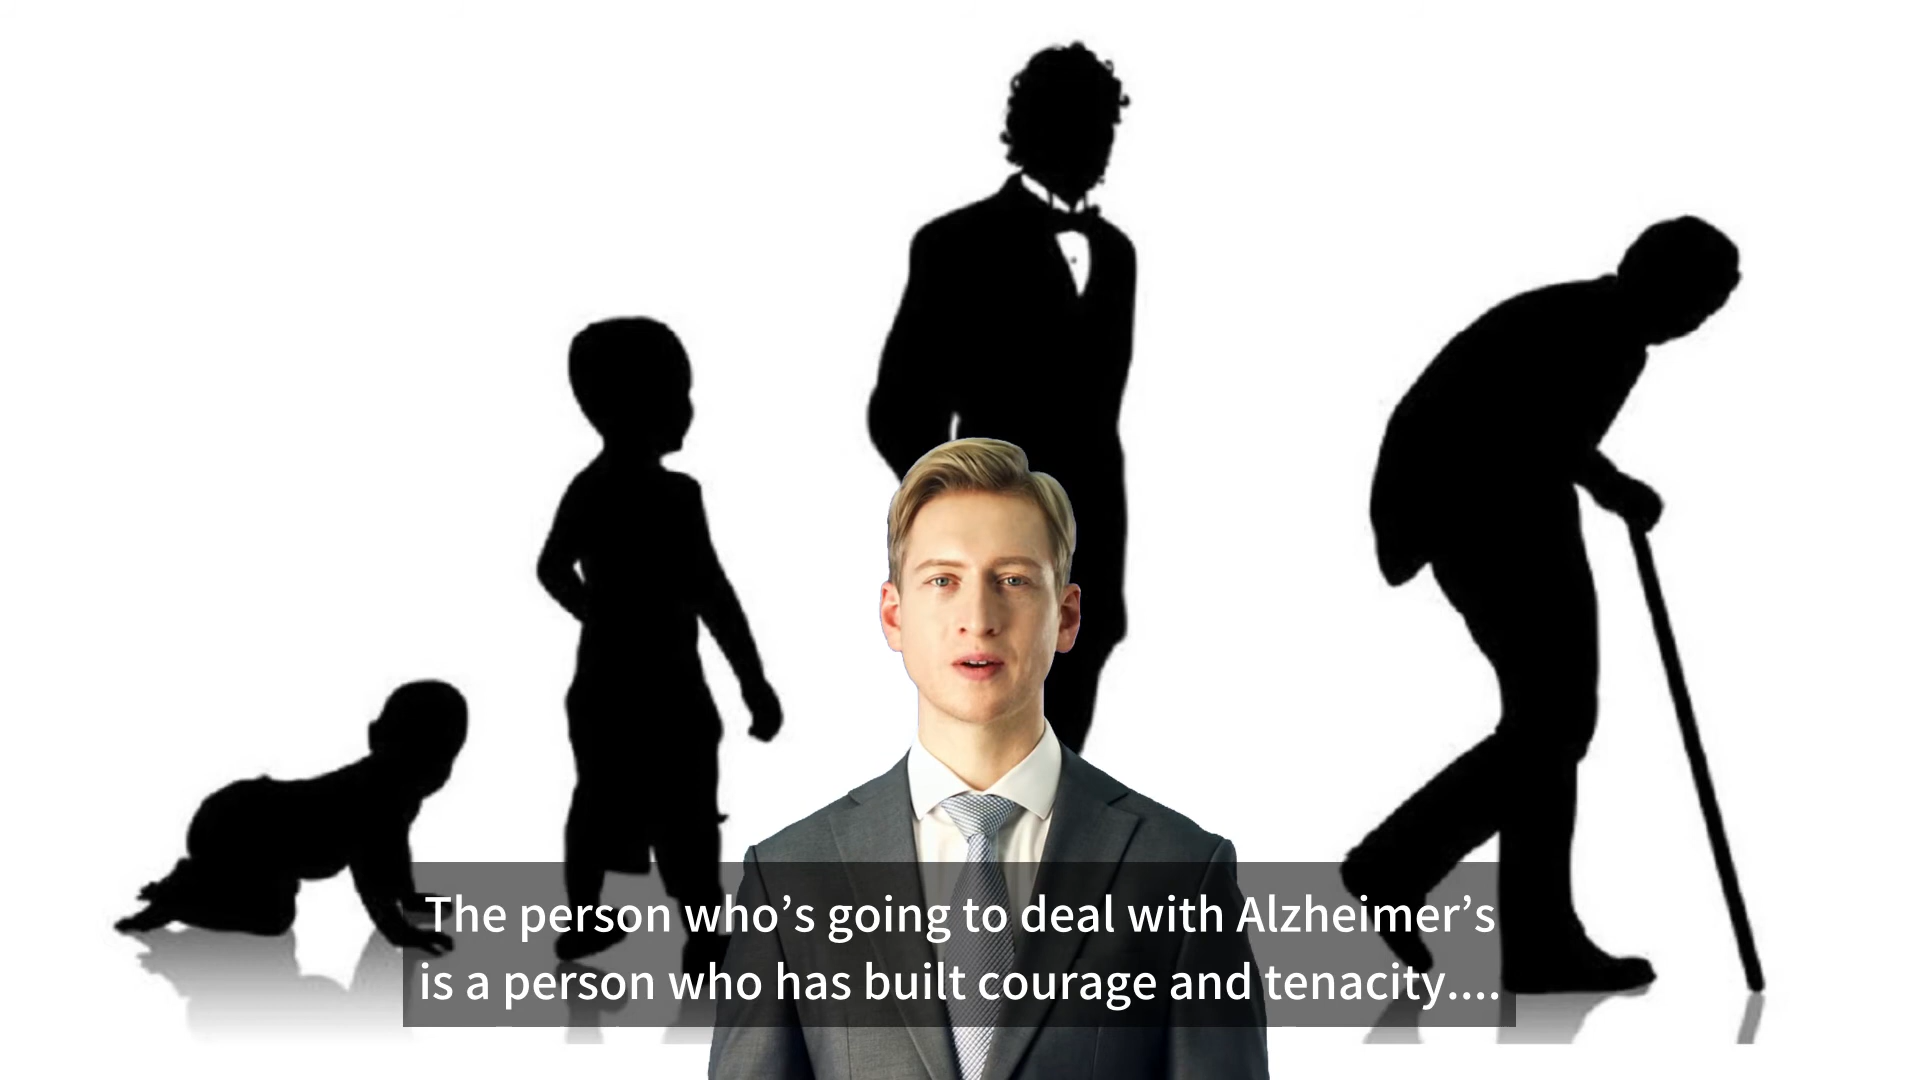 The person who’s going to deal with Alzheimer’s
is a person who has built courage and tenacity....